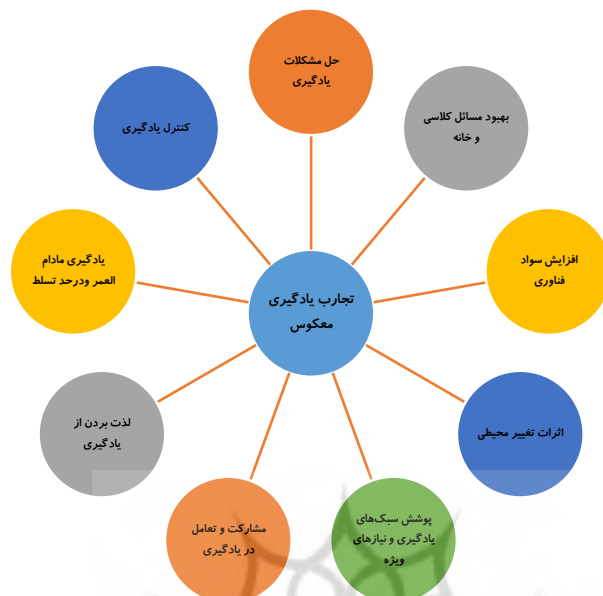 حل مشکلات
یادگیری
بهبود مسائل کلاسی
و خانه
کنترل یادگیری
افزایش سواد
فناوری
یادگیری مادام
العمر ودرحد تسلط
تجارب یادگیری
معکوس
اثرات تغییر محیطی
لذت بردن از
یادگیری
پوشش سبک‌های
یادگیری و نیازهای
ویژه
مشارکت و تعامل
در یادگیری